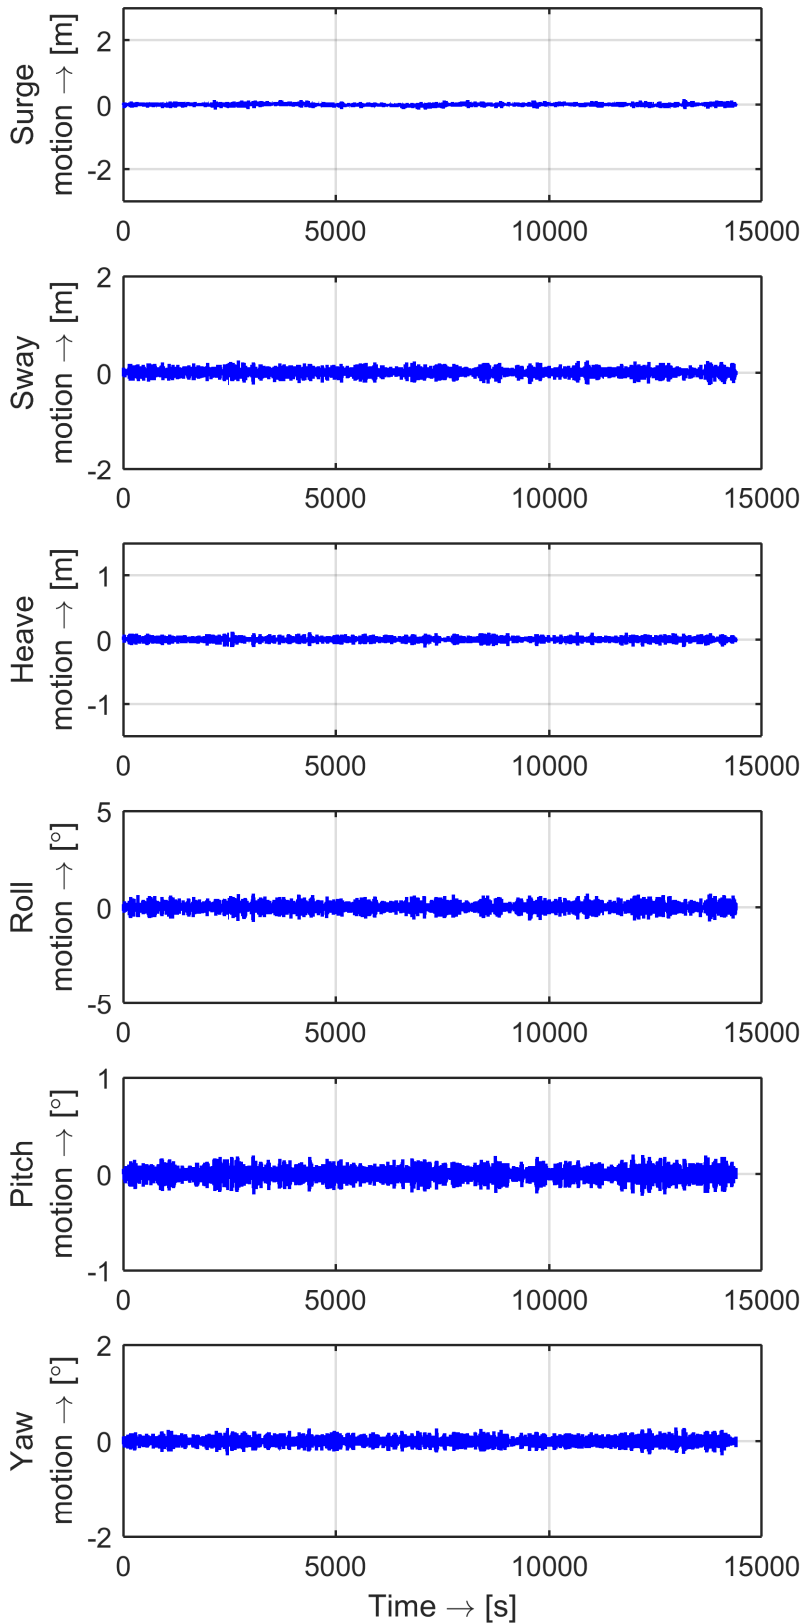 Surge
motion → [m]
2
0
-2
0 5000 10000 15000
Sway
motion → [m]
2
0
-2
0 5000 10000 15000
Heave
motion → [m]
1
0
-1
0 5000 10000 15000
Roll
motion → [°]
5
0
-5
0 5000 10000 15000
Pitch
motion → [°]
1
0
-1
0 5000 10000 15000
Yaw
motion → [°]
2
0
-2
0 5000 10000 15000
Time → [s]